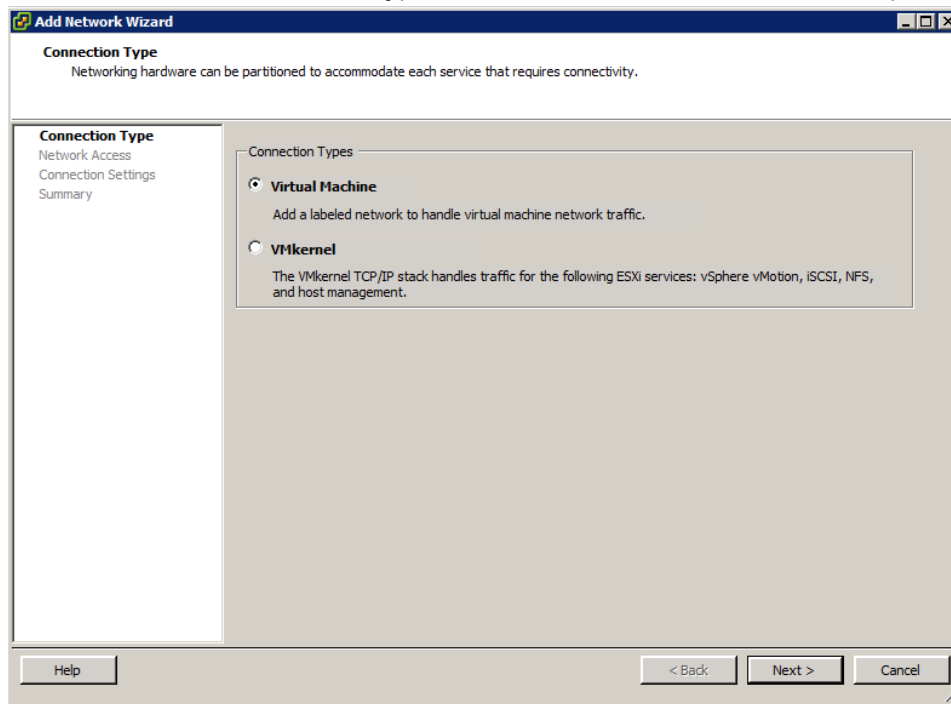 Add Network Wizard
Connection Type
Networking hardware can be partitioned to accommodate each service that requires connectivity.
Connection Type
Network Access
Connection Settings
Summary
Connection Types
Virtual Machine
Add a labeled network to handle virtual machine network traffic.
VMkernel
The VMkernel TCP/IP stack handles traffic for the following ESXi services: vSphere vMotion, iSCSI, NFS,
and host management.
Help
< Back
Next >
Cancel